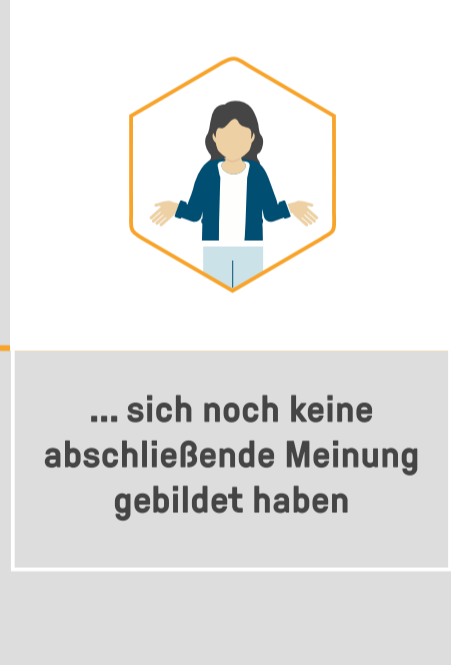 ... sich noch keine
abschließende Meinung
gebildet haben